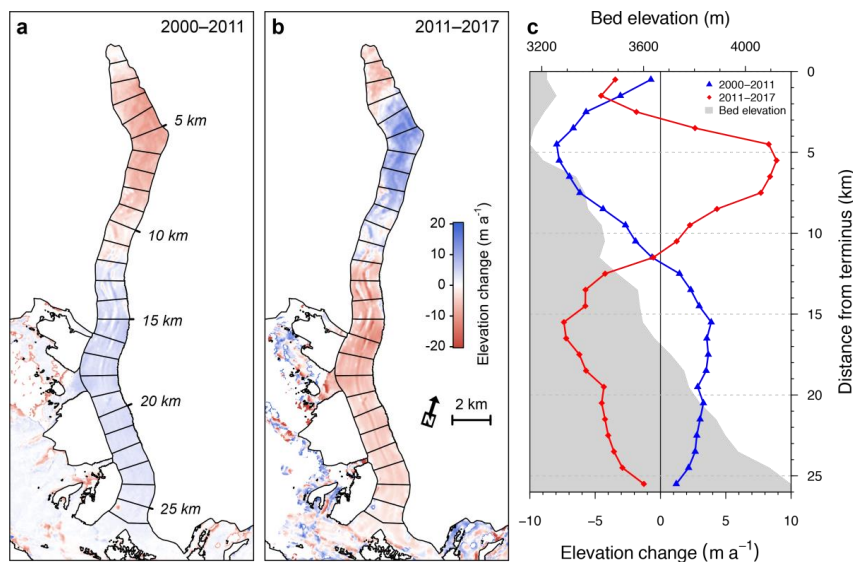 a
2000–2011
5 km
10 km
15 km
20 km
25 km
b
2011–2017
20
10
0
-10
-20
Elevation change (m a⁻¹)
2 km
N
c
Bed elevation (m)
3200
3600
4000
2000–2011
2011–2017
Bed elevation
0
5
10
15
20
25
Distance from terminus (km)
−10
−5
0
5
10
Elevation change (m a⁻¹)